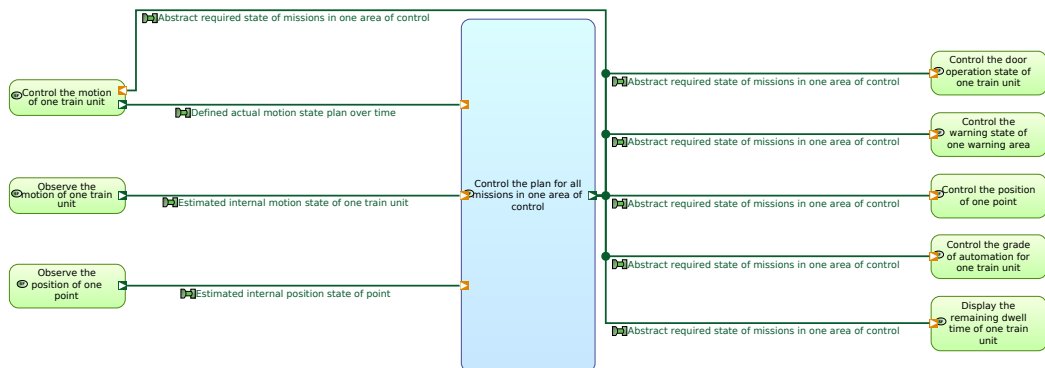 Abstract required state of missions in one area of control
Control the motion
of one train unit
Defined actual motion state plan over time
Observe the
motion of one train
unit
Estimated internal motion state of one train unit
Observe the
position of one
point
Estimated internal position state of point
Control the plan for all
missions in one area of
control
Control the door
operation state of
one train unit
Abstract required state of missions in one area of control
Control the
warning state of
one warning area
Abstract required state of missions in one area of control
Control the position
of one point
Abstract required state of missions in one area of control
Control the grade
of automation for
one train unit
Abstract required state of missions in one area of control
Display the
remaining dwell
time of one train
unit
Abstract required state of missions in one area of control